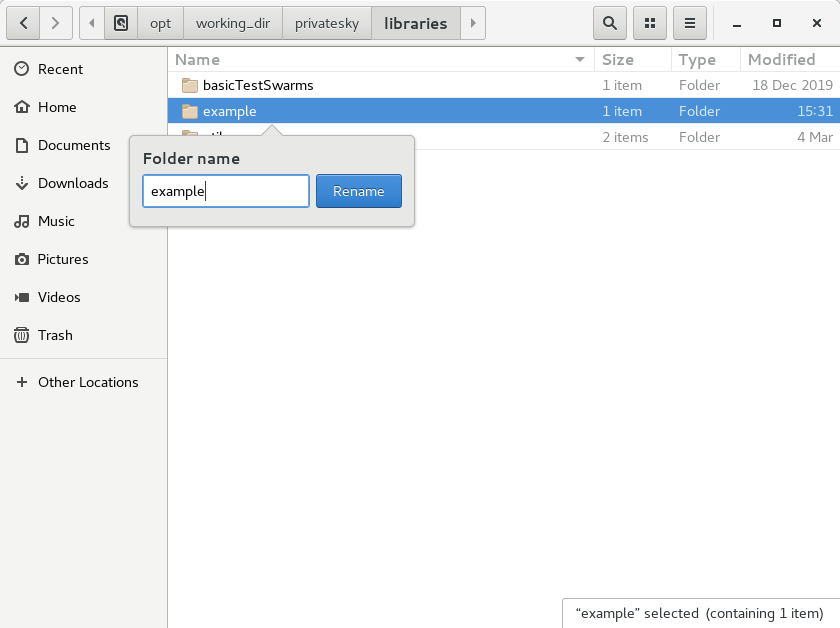 opt working_dir privatesky libraries
Name Size Type Modified
Recent
basicTestSwarms 1 item Folder 18 Dec 2019
Home
example 1 item Folder 15:31
Documents
2 items Folder 4 Mar
Folder name
Downloads
example Rename
Music
Pictures
Videos
Trash
Other Locations
“example” selected (containing 1 item)